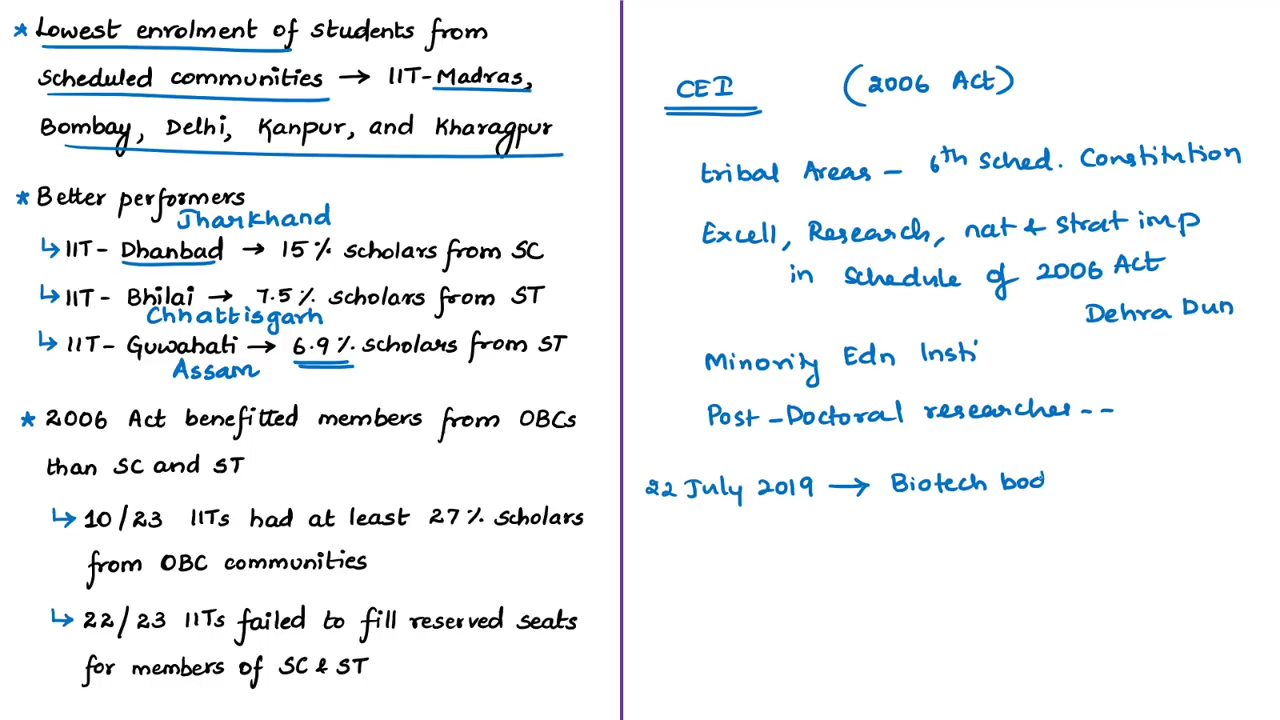 * Lowest enrolment of students from
scheduled communities → IIT-Madras,
Bombay, Delhi, Kanpur, and Kharagpur
* Better performers
Jharkhand
↳ IIT- Dhanbad → 15% scholars from SC
↳ IIT- Bhilai → 7.5% scholars from ST
Chhattisgarh
↳ IIT- Guwahati → 6.9% scholars from ST
Assam
* 2006 Act benefitted members from OBCs
than SC and ST
↳ 10/23 IITs had at least 27% scholars
from OBC communities
↳ 22/23 IITs failed to fill reserved seats
for members of SC & ST
CEI (2006 Act)
tribal Areas - 6th Sched. Constitution
Excell, Research, nat & strat imp
in schedule of 2006 Act
Dehra Dun
Minority Edn Insti
Post-Doctoral researches --
22 July 2019 → Biotech bod